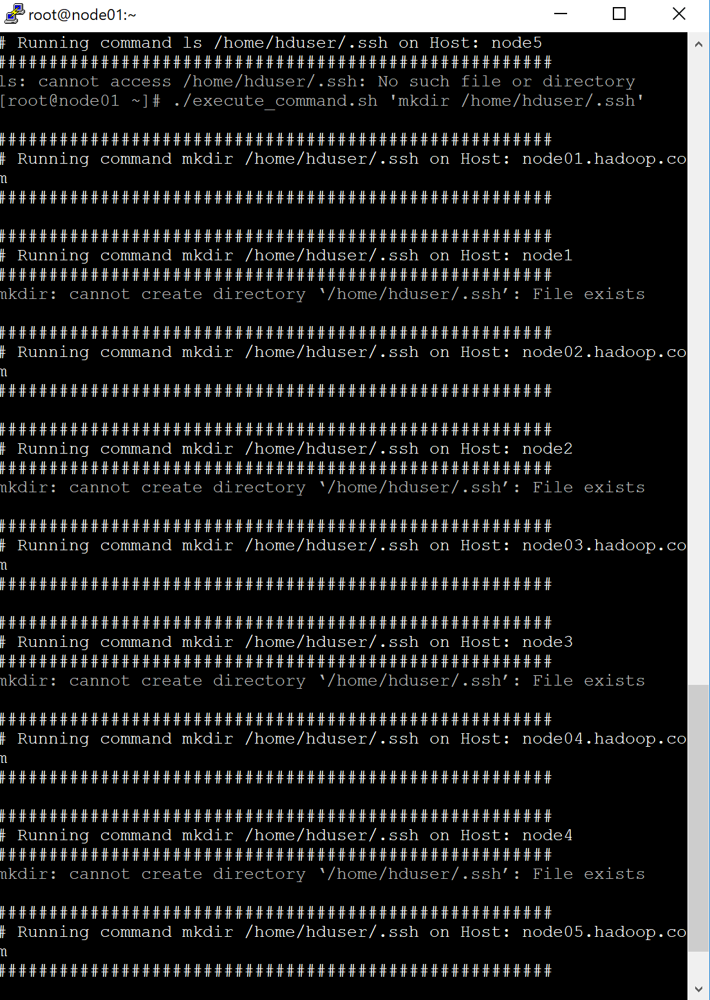 root@node01:~
# Running command ls /home/hduser/.ssh on Host: node5
######################################################
ls: cannot access /home/hduser/.ssh: No such file or directory
[root@node01 ~]# ./execute_command.sh 'mkdir /home/hduser/.ssh'
######################################################
# Running command mkdir /home/hduser/.ssh on Host: node01.hadoop.co
m
######################################################
######################################################
# Running command mkdir /home/hduser/.ssh on Host: node1
######################################################
mkdir: cannot create directory ‘/home/hduser/.ssh’: File exists
######################################################
# Running command mkdir /home/hduser/.ssh on Host: node02.hadoop.co
m
######################################################
######################################################
# Running command mkdir /home/hduser/.ssh on Host: node2
######################################################
mkdir: cannot create directory ‘/home/hduser/.ssh’: File exists
######################################################
# Running command mkdir /home/hduser/.ssh on Host: node03.hadoop.co
m
######################################################
######################################################
# Running command mkdir /home/hduser/.ssh on Host: node3
######################################################
mkdir: cannot create directory ‘/home/hduser/.ssh’: File exists
######################################################
# Running command mkdir /home/hduser/.ssh on Host: node04.hadoop.co
m
######################################################
######################################################
# Running command mkdir /home/hduser/.ssh on Host: node4
######################################################
mkdir: cannot create directory ‘/home/hduser/.ssh’: File exists
######################################################
# Running command mkdir /home/hduser/.ssh on Host: node05.hadoop.co
m
######################################################